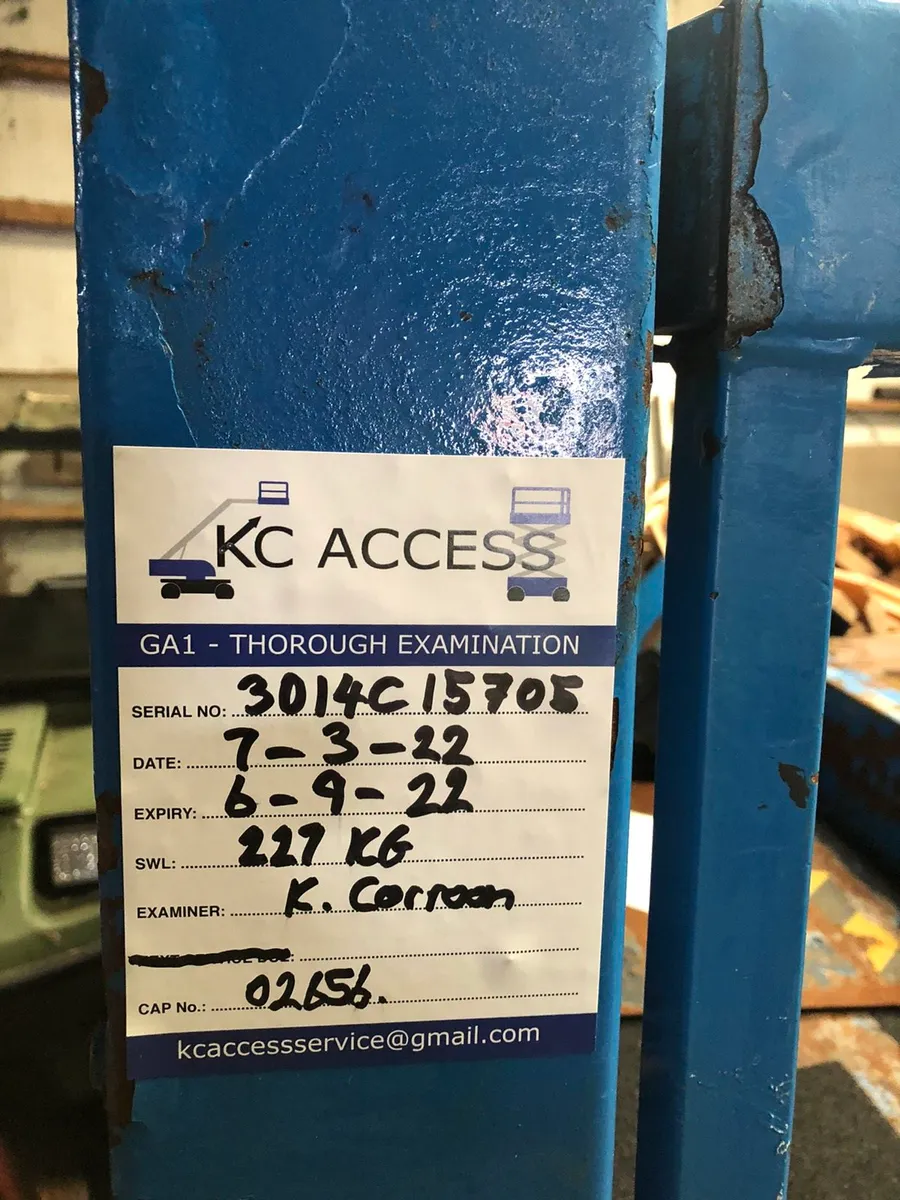 KC ACCESS
GA1 - THOROUGH EXAMINATION
SERIAL NO: 3014C15705
DATE: 7-3-22
EXPIRY: 6-9-22
SWL: 227 KG
EXAMINER: K. Corroon
CAP No.: 02656.
kcaccessservice@gmail.com